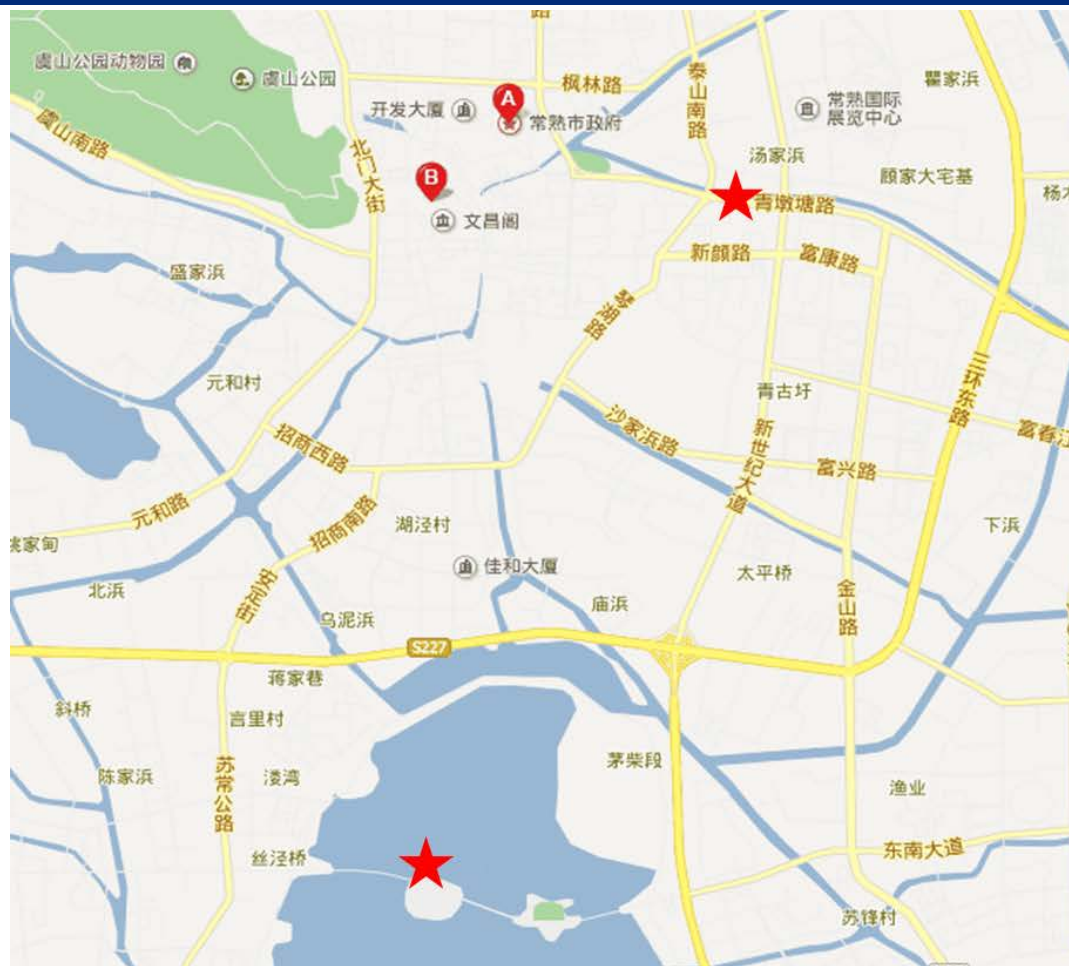 路
虞山公园动物园
虞山公园
枫林路
泰山南路
瞿家浜
开发大厦
A
常熟市政府
常熟国际
展览中心
虞山南路
北门大街
汤家浜
B
顾家大宅基
文昌阁
青墩塘路
新颜路
富康路
盛家浜
琴湖路
三环东路
元和村
青古圩
沙家浜路
新世纪大道
招商西路
富兴路
元和路
招商南路
湖泾村
下浜
佳和大厦
太平桥
北浜
安定街
庙浜
金山路
乌泥浜
S227
蒋家巷
斜桥
言里村
茅柴段
陈家浜
苏常公路
溇湾
渔业
丝泾桥
东南大道
苏锋村